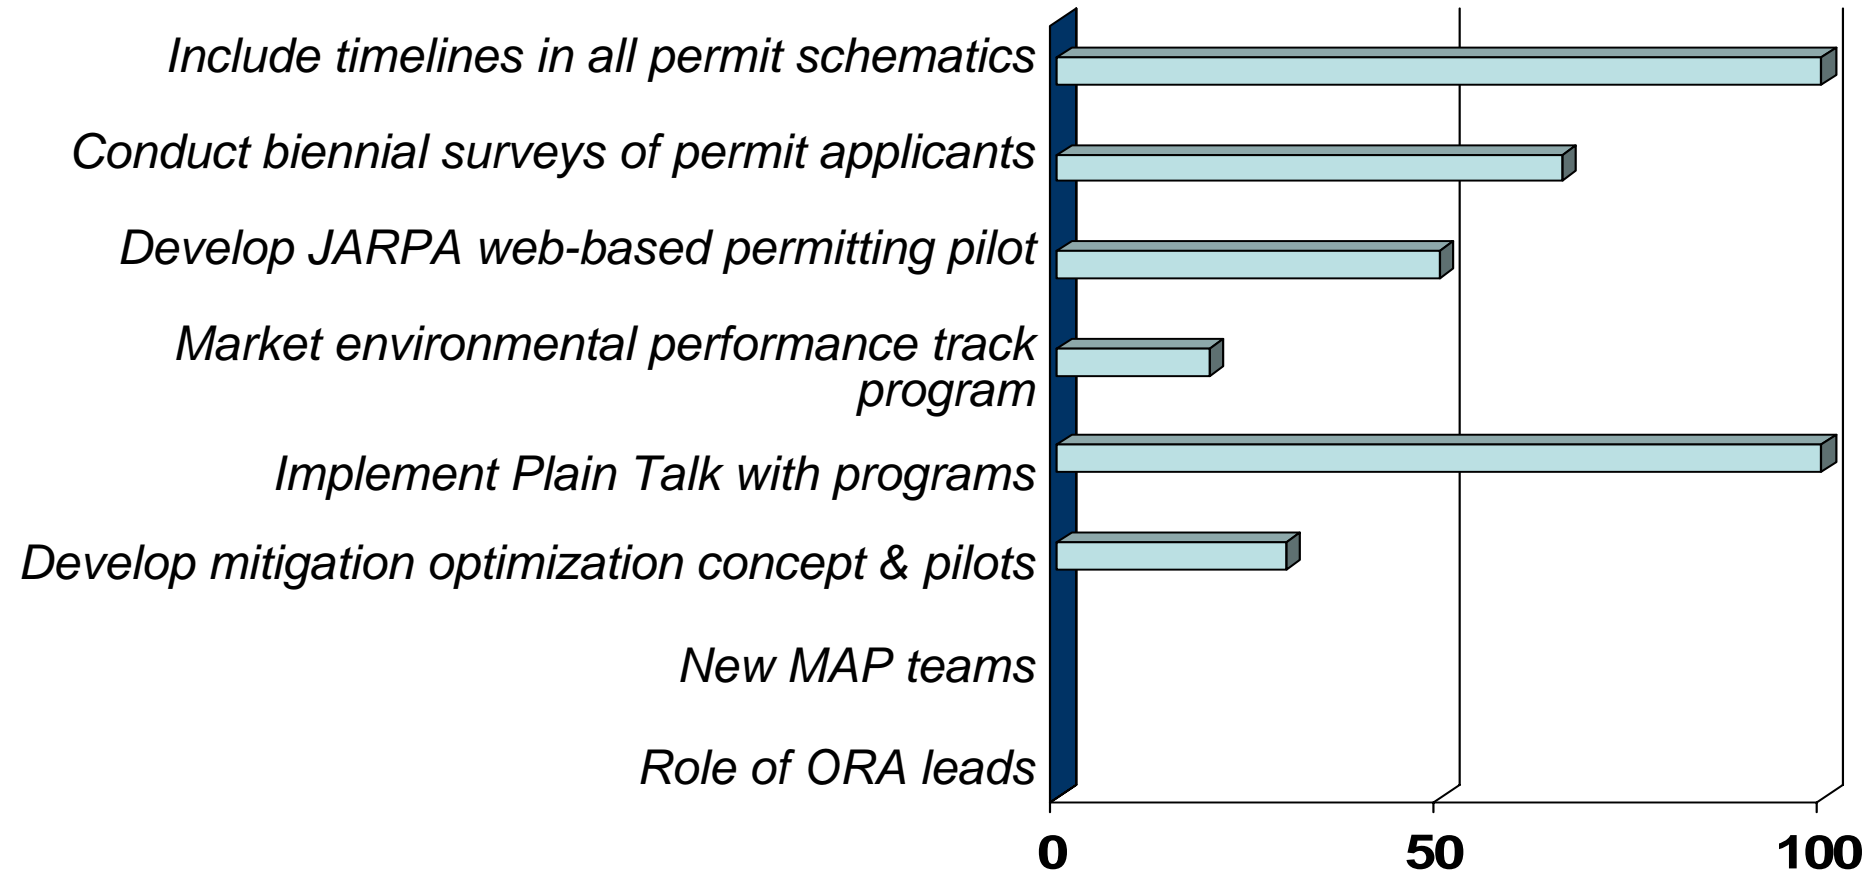 Include timelines in all permit schematics
Conduct biennial surveys of permit applicants
Develop JARPA web-based permitting pilot
Market environmental performance track
program
Implement Plain Talk with programs
Develop mitigation optimization concept & pilots
New MAP teams
Role of ORA leads
0 50 100